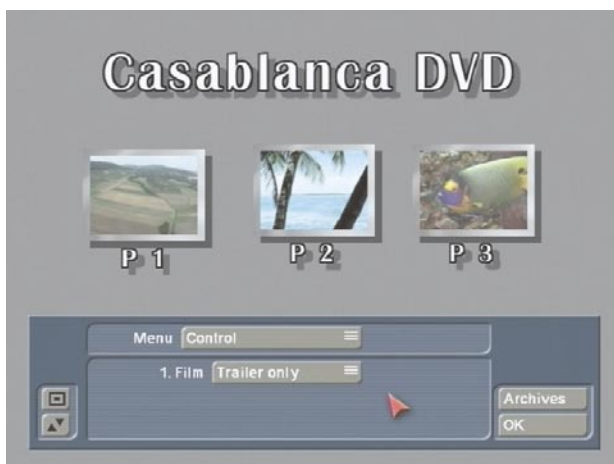 Casablanca DVD
P 1 P 2 P 3
Menu Control
1. Film Trailer only
Archives
OK